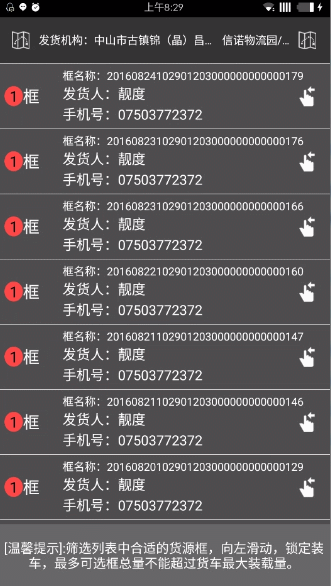 上午8:29
发货机构：中山市古镇锦（晶）昌... 信诺物流园/...
框名称：20160824102901203000000000000179
1框
发货人：靓度
手机号：07503772372
框名称：20160823102901203000000000000176
1框
发货人：靓度
手机号：07503772372
框名称：20160823102901203000000000000166
1框
发货人：靓度
手机号：07503772372
框名称：20160822102901203000000000000160
1框
发货人：靓度
手机号：07503772372
框名称：20160821102901203000000000000147
1框
发货人：靓度
手机号：07503772372
框名称：20160821102901203000000000000146
1框
发货人：靓度
手机号：07503772372
框名称：20160820102901203000000000000129
1框
发货人：靓度
手机号：07503772372
[温馨提示]:筛选列表中合适的货源框，向左滑动，锁定装
车，最多可选框总量不能超过货车最大装载量。